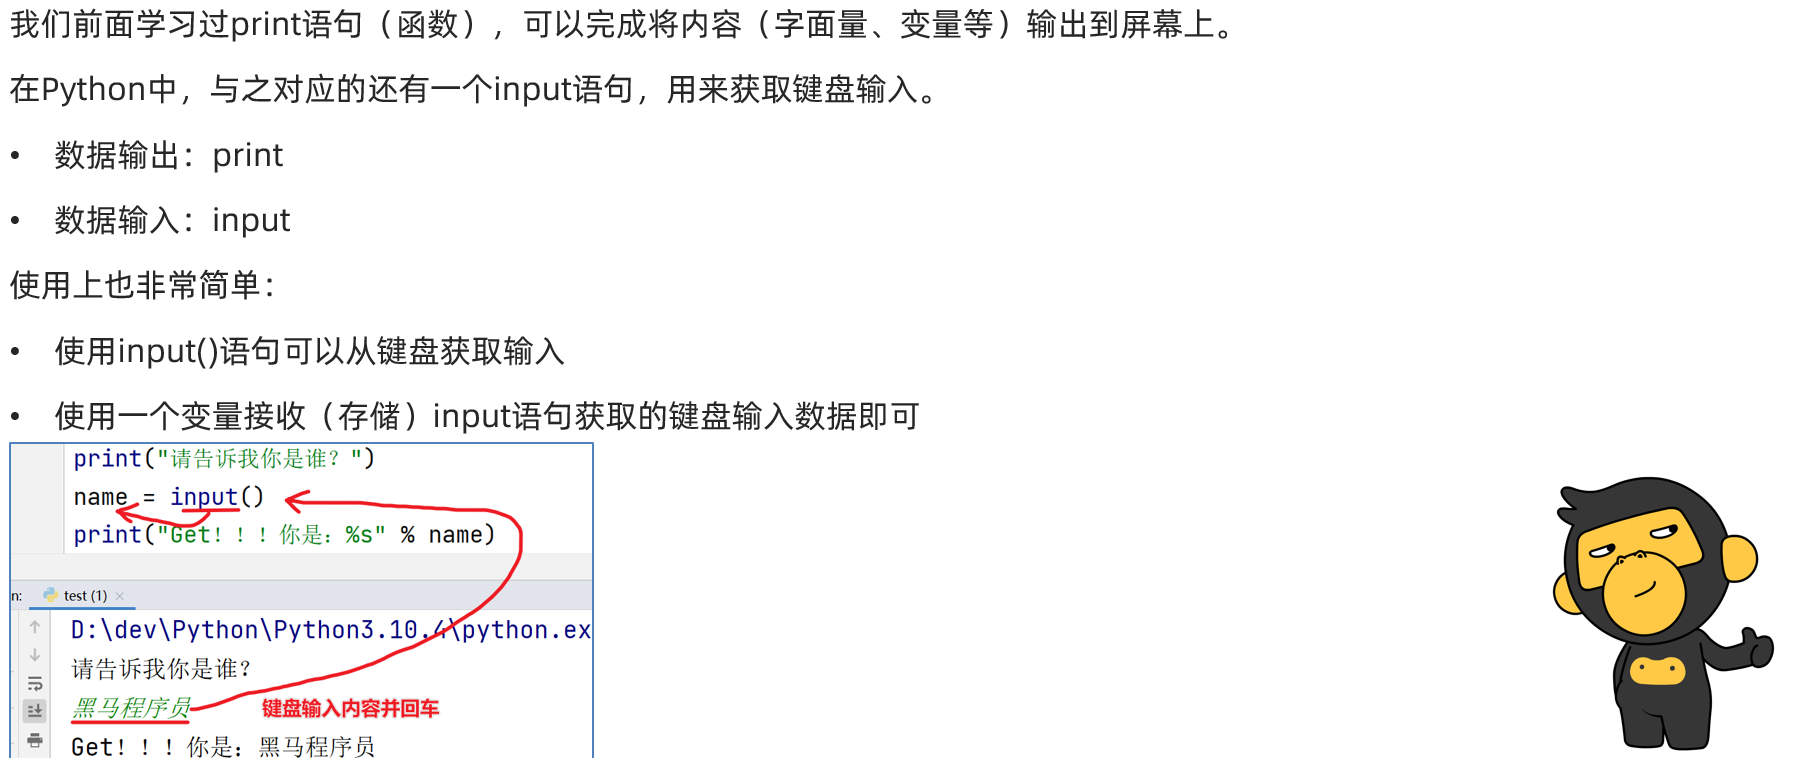 我们前面学习过print语句（函数），可以完成将内容（字面量、变量等）输出到屏幕上。
在Python中，与之对应的还有一个input语句，用来获取键盘输入。
• 数据输出：print
• 数据输入：input
使用上也非常简单：
• 使用input()语句可以从键盘获取输入
• 使用一个变量接收（存储）input语句获取的键盘输入数据即可
print("请告诉我你是谁？")
name = input()
print("Get！！！你是：%s" % name)
n: test (1) ×
D:\dev\Python\Python3.10.4\python.ex
请告诉我你是谁？
黑马程序员 键盘输入内容并回车
Get！！！你是：黑马程序员